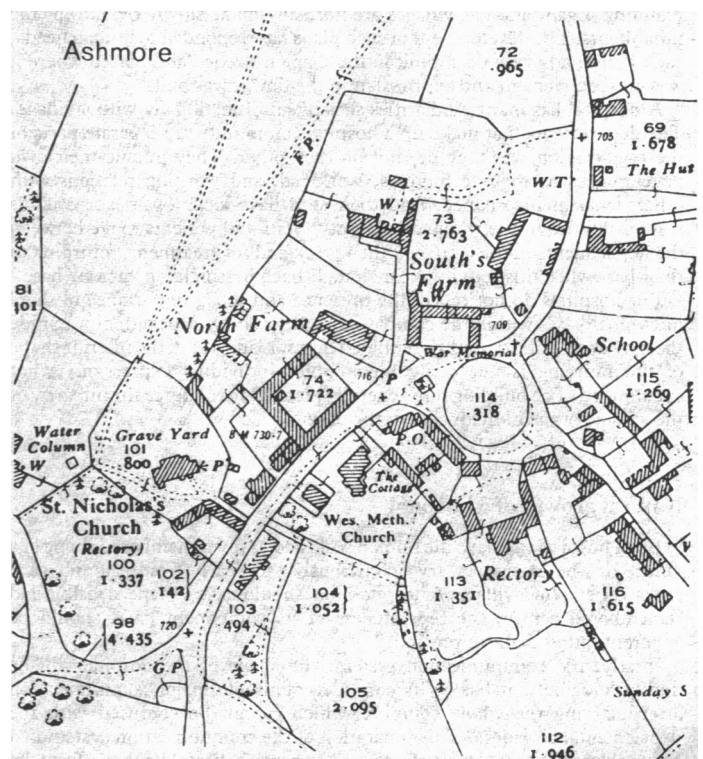 Ashmore
72
.965
F.P.
705
69
1.678
The Hut
W.T
W
73
2.763
South's
Farm
W
81
North Farm
709
War Memorial
School
74
1.722
716
P
114
.318
115
1.269
B M 730.7
P.O.
Water
Column
W
Grave Yard
101
.800
P
The
Cottage
St. Nicholas's
Church
(Rectory)
Wes. Meth.
Church
100
1.337
102
.142
103
.494
104
1.052
113
.351
Rectory
116
1.615
98
4.435
720
G.P
105
2.095
Sunday S
112
1.946